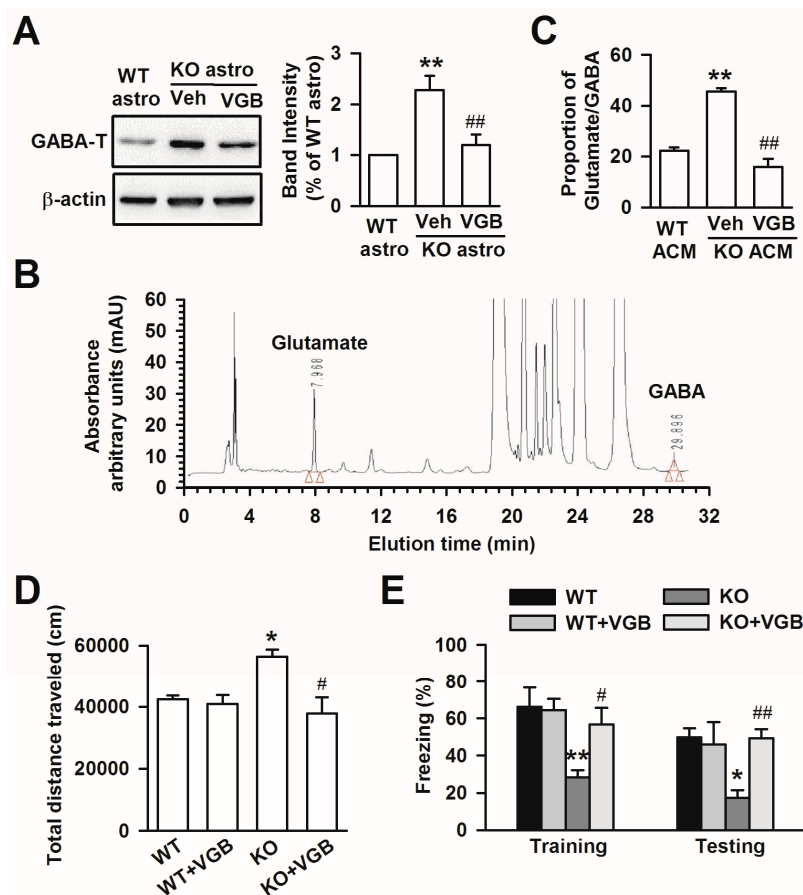 A
WT astro
KO astro
Veh VGB
GABA-T
β-actin
Band Intensity
(% of WT astro)
3
2
1
0
**
##
WT astro
Veh VGB
KO astro
C
Proportion of
Glutamate/GABA
60
40
20
0
**
##
WT ACM
Veh VGB
KO ACM
B
Absorbance
arbitrary units (mAU)
60
50
40
30
20
10
0
Glutamate
7.968
GABA
29.896
0 4 8 12 16 20 24 28 32
Elution time (min)
D
Total distance traveled (cm)
60000
40000
20000
0
*
#
WT
WT+VGB
KO
KO+VGB
E
WT KO
WT+VGB KO+VGB
Freezing (%)
100
80
60
40
20
0
**
#
*
##
Training Testing